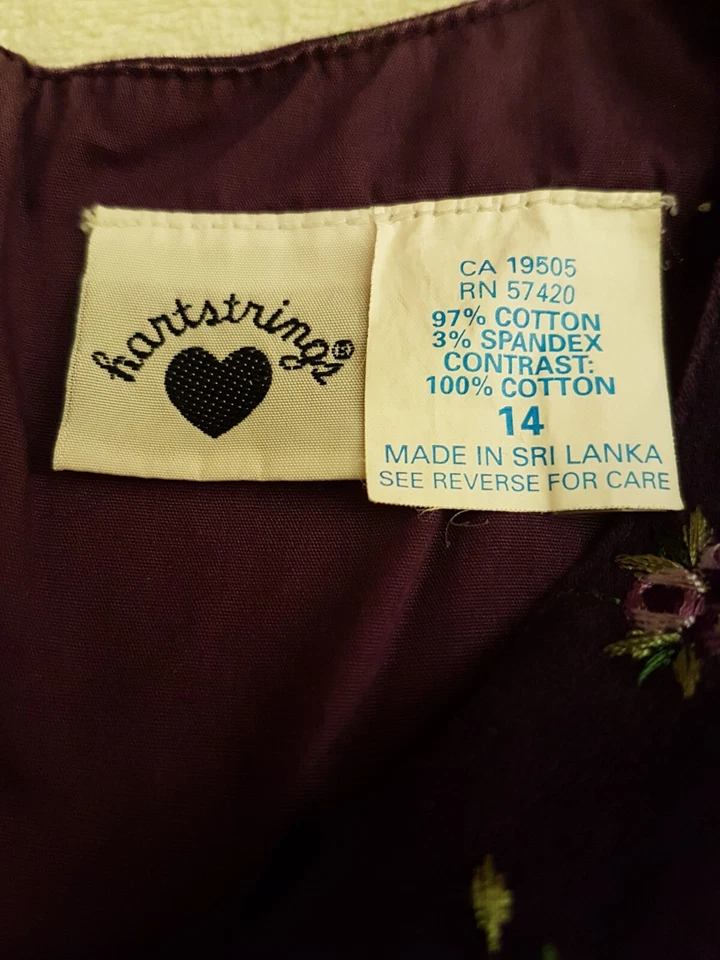 hartstrings®
CA 19505
RN 57420
97% COTTON
3% SPANDEX
CONTRAST:
100% COTTON
14
MADE IN SRI LANKA
SEE REVERSE FOR CARE